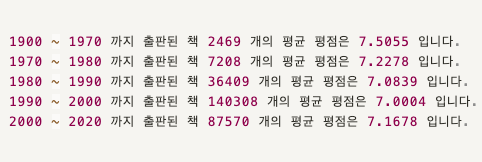 1900 ~ 1970 까지 출판된 책 2469 개의 평균 평점은 7.5055 입니다.
1970 ~ 1980 까지 출판된 책 7208 개의 평균 평점은 7.2278 입니다.
1980 ~ 1990 까지 출판된 책 36409 개의 평균 평점은 7.0839 입니다.
1990 ~ 2000 까지 출판된 책 140308 개의 평균 평점은 7.0004 입니다.
2000 ~ 2020 까지 출판된 책 87570 개의 평균 평점은 7.1678 입니다.